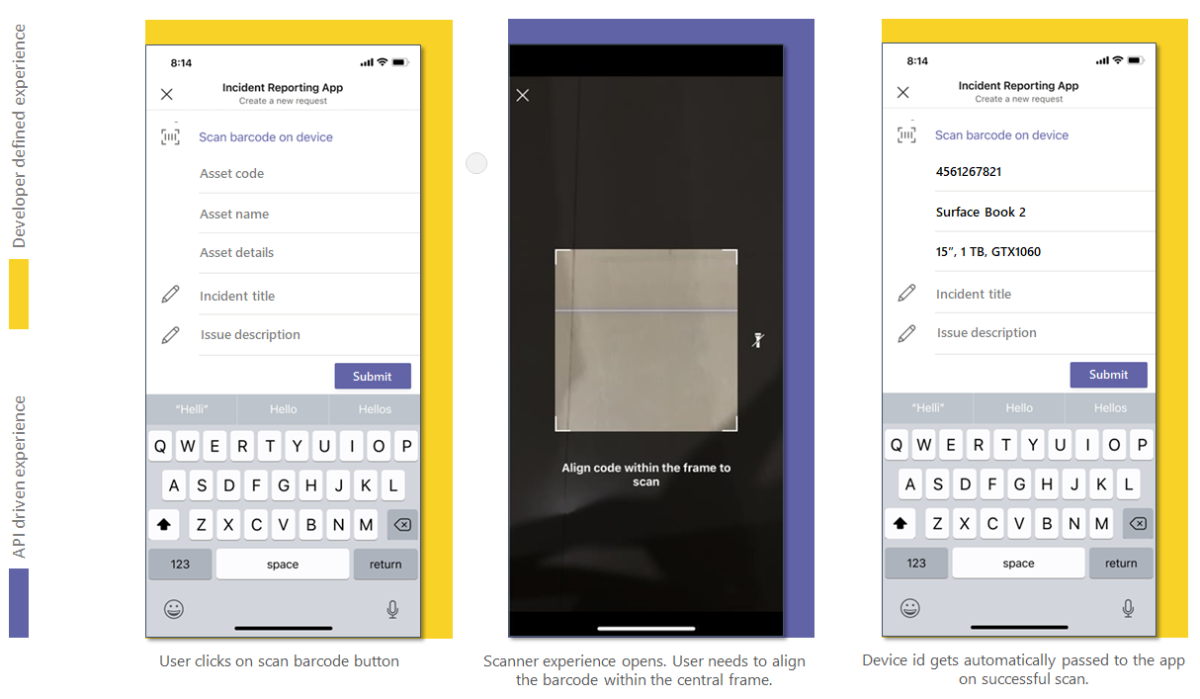 Developer defined experience
API driven experience
8:14
Incident Reporting App
Create a new request
Scan barcode on device
Asset code
Asset name
Asset details
Incident title
Issue description
Submit
"Helli" Hello Hellos
Q W E R T Y U I O P
A S D F G H J K L
Z X C V B N M
123 space return
User clicks on scan barcode button
Align code within the frame to
scan
Scanner experience opens. User needs to align
the barcode within the central frame.
8:14
Incident Reporting App
Create a new request
Scan barcode on device
4561267821
Surface Book 2
15”, 1 TB, GTX1060
Incident title
Issue description
Submit
"Helli" Hello Hellos
Q W E R T Y U I O P
A S D F G H J K L
Z X C V B N M
123 space return
Device id gets automatically passed to the app
on successful scan.